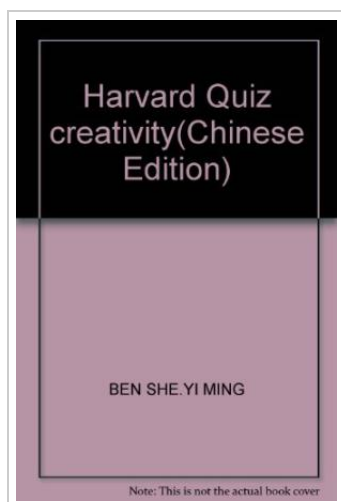 Harvard Quiz
creativity(Chinese
Edition)
BEN SHE.YI MING
Note: This is not the actual book cover